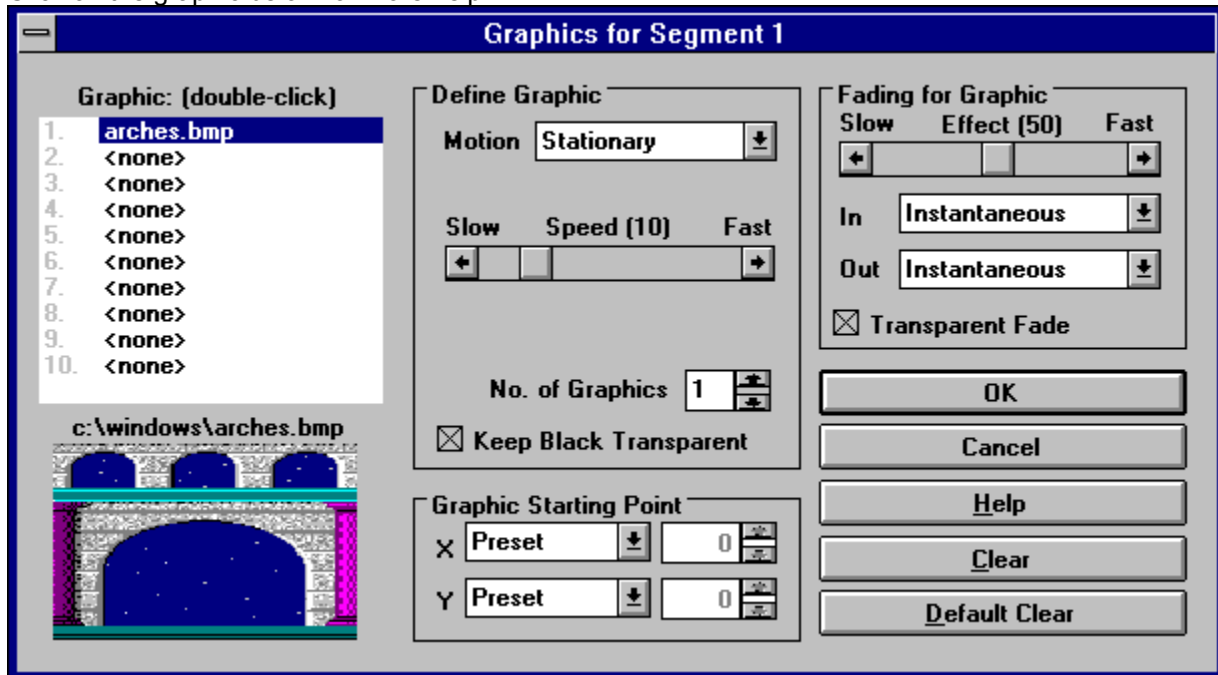 Graphics for Segment 1
Graphic: (double-click)
1. arches.bmp
2. <none>
3. <none>
4. <none>
5. <none>
6. <none>
7. <none>
8. <none>
9. <none>
10. <none>
c:\windows\arches.bmp
Define Graphic
Motion Stationary
Slow Speed (10) Fast
No. of Graphics 1
Keep Black Transparent
Graphic Starting Point
X Preset 0
Y Preset 0
Fading for Graphic
Slow Effect (50) Fast
In Instantaneous
Out Instantaneous
Transparent Fade
OK
Cancel
Help
Clear
Default Clear